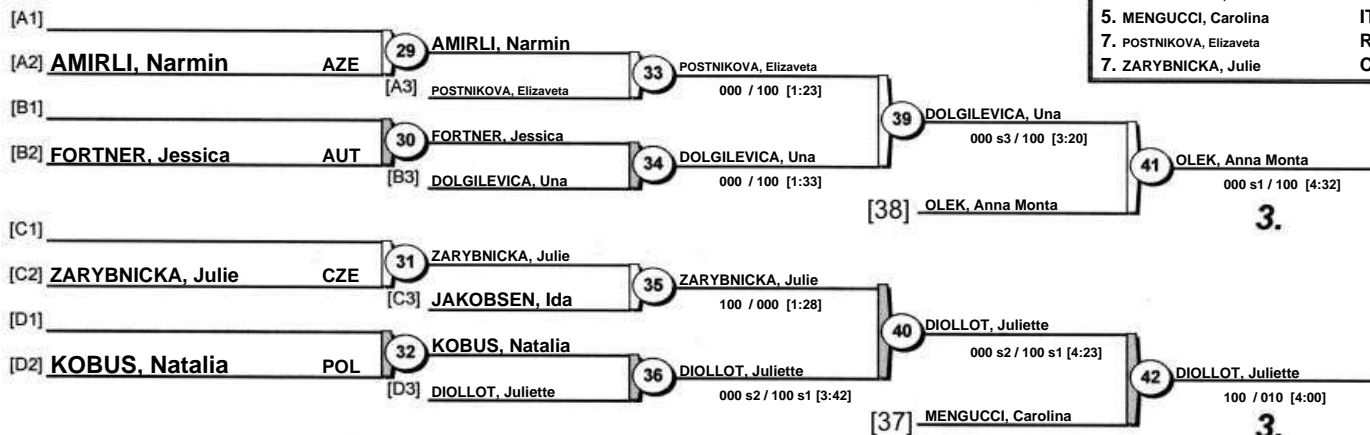 5. MENGUCCI, Carolina
7. POSTNIKOVA, Elizaveta
7. ZARYBNICKA, Julie
[A1]
[A2] AMIRLI, Narmin AZE
29
[A3]
AMIRLI, Narmin
POSTNIKOVA, Elizaveta
33
POSTNIKOVA, Elizaveta
000 / 100 [1:23]
[B1]
[B2] FORTNER, Jessica AUT
30
[B3]
FORTNER, Jessica
DOLGILEVICA, Una
34
DOLGILEVICA, Una
000 / 100 [1:33]
39
DOLGILEVICA, Una
000 s3 / 100 [3:20]
[38] OLEK, Anna Monta
41
OLEK, Anna Monta
000 s1 / 100 [4:32]
3.
[C1]
[C2] ZARYBNICKA, Julie CZE
31
[C3]
ZARYBNICKA, Julie
JAKOBSEN, Ida
35
ZARYBNICKA, Julie
100 / 000 [1:28]
[D1]
[D2] KOBUS, Natalia POL
32
[D3]
KOBUS, Natalia
DIOLLOT, Juliette
36
DIOLLOT, Juliette
000 s2 / 100 s1 [3:42]
40
DIOLLOT, Juliette
000 s2 / 100 s1 [4:23]
[37] MENGUCCI, Carolina
42
DIOLLOT, Juliette
100 / 010 [4:00]
3.